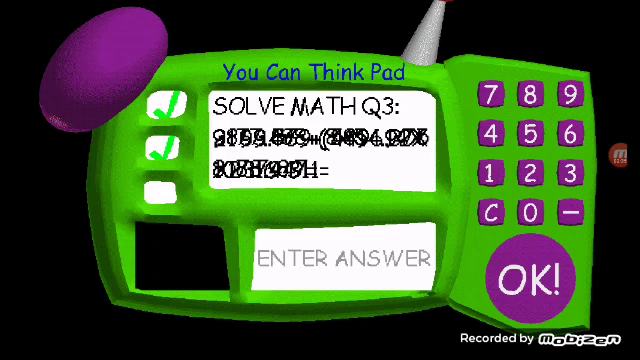 You Can Think Pad
SOLVE MATH Q3:
ENTER ANSWER
7 8 9
4 5 6
1 2 3
C 0 -
OK!
Recorded by mobizen